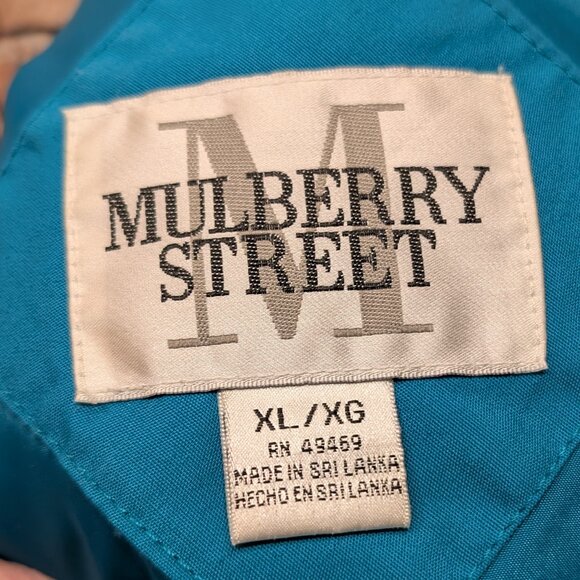 M
MULBERRY
STREET
XL/XG
RN 49469
MADE IN SRI LANKA
HECHO EN SRI LANKA